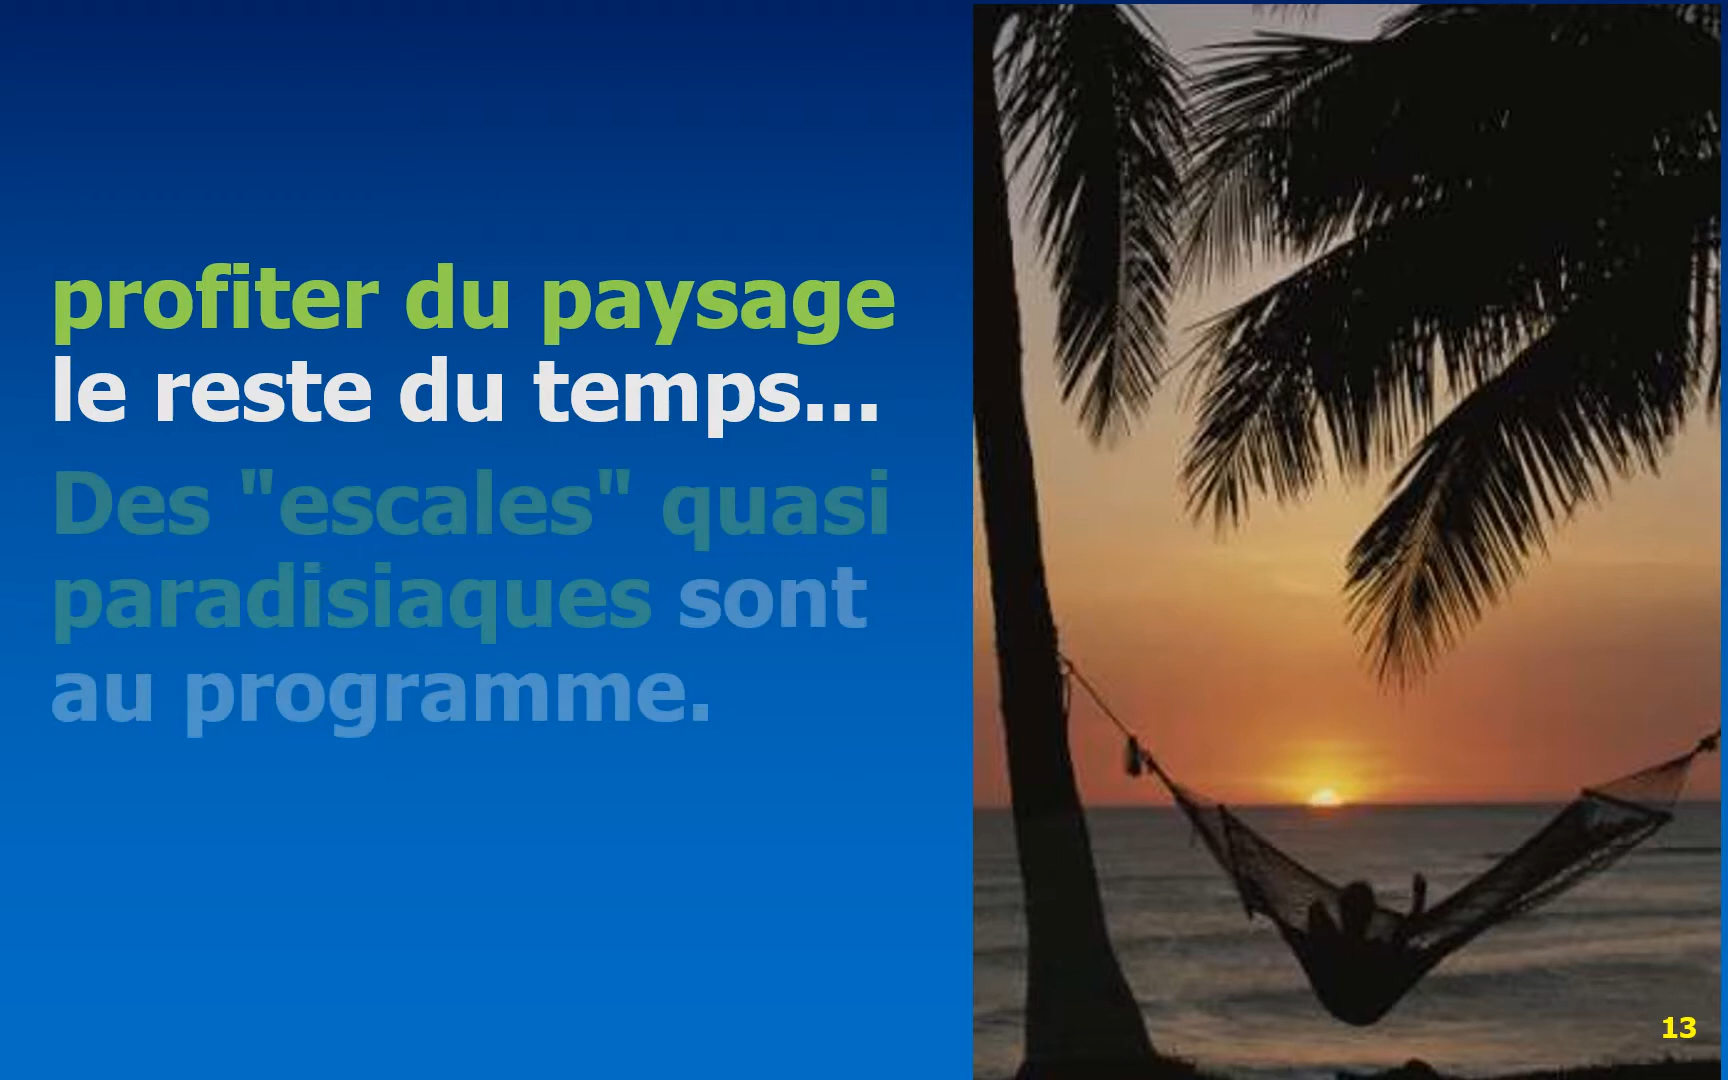 profiter du paysage
le reste du temps...
Des "escales" quasi
paradisiaques sont
au programme.
13